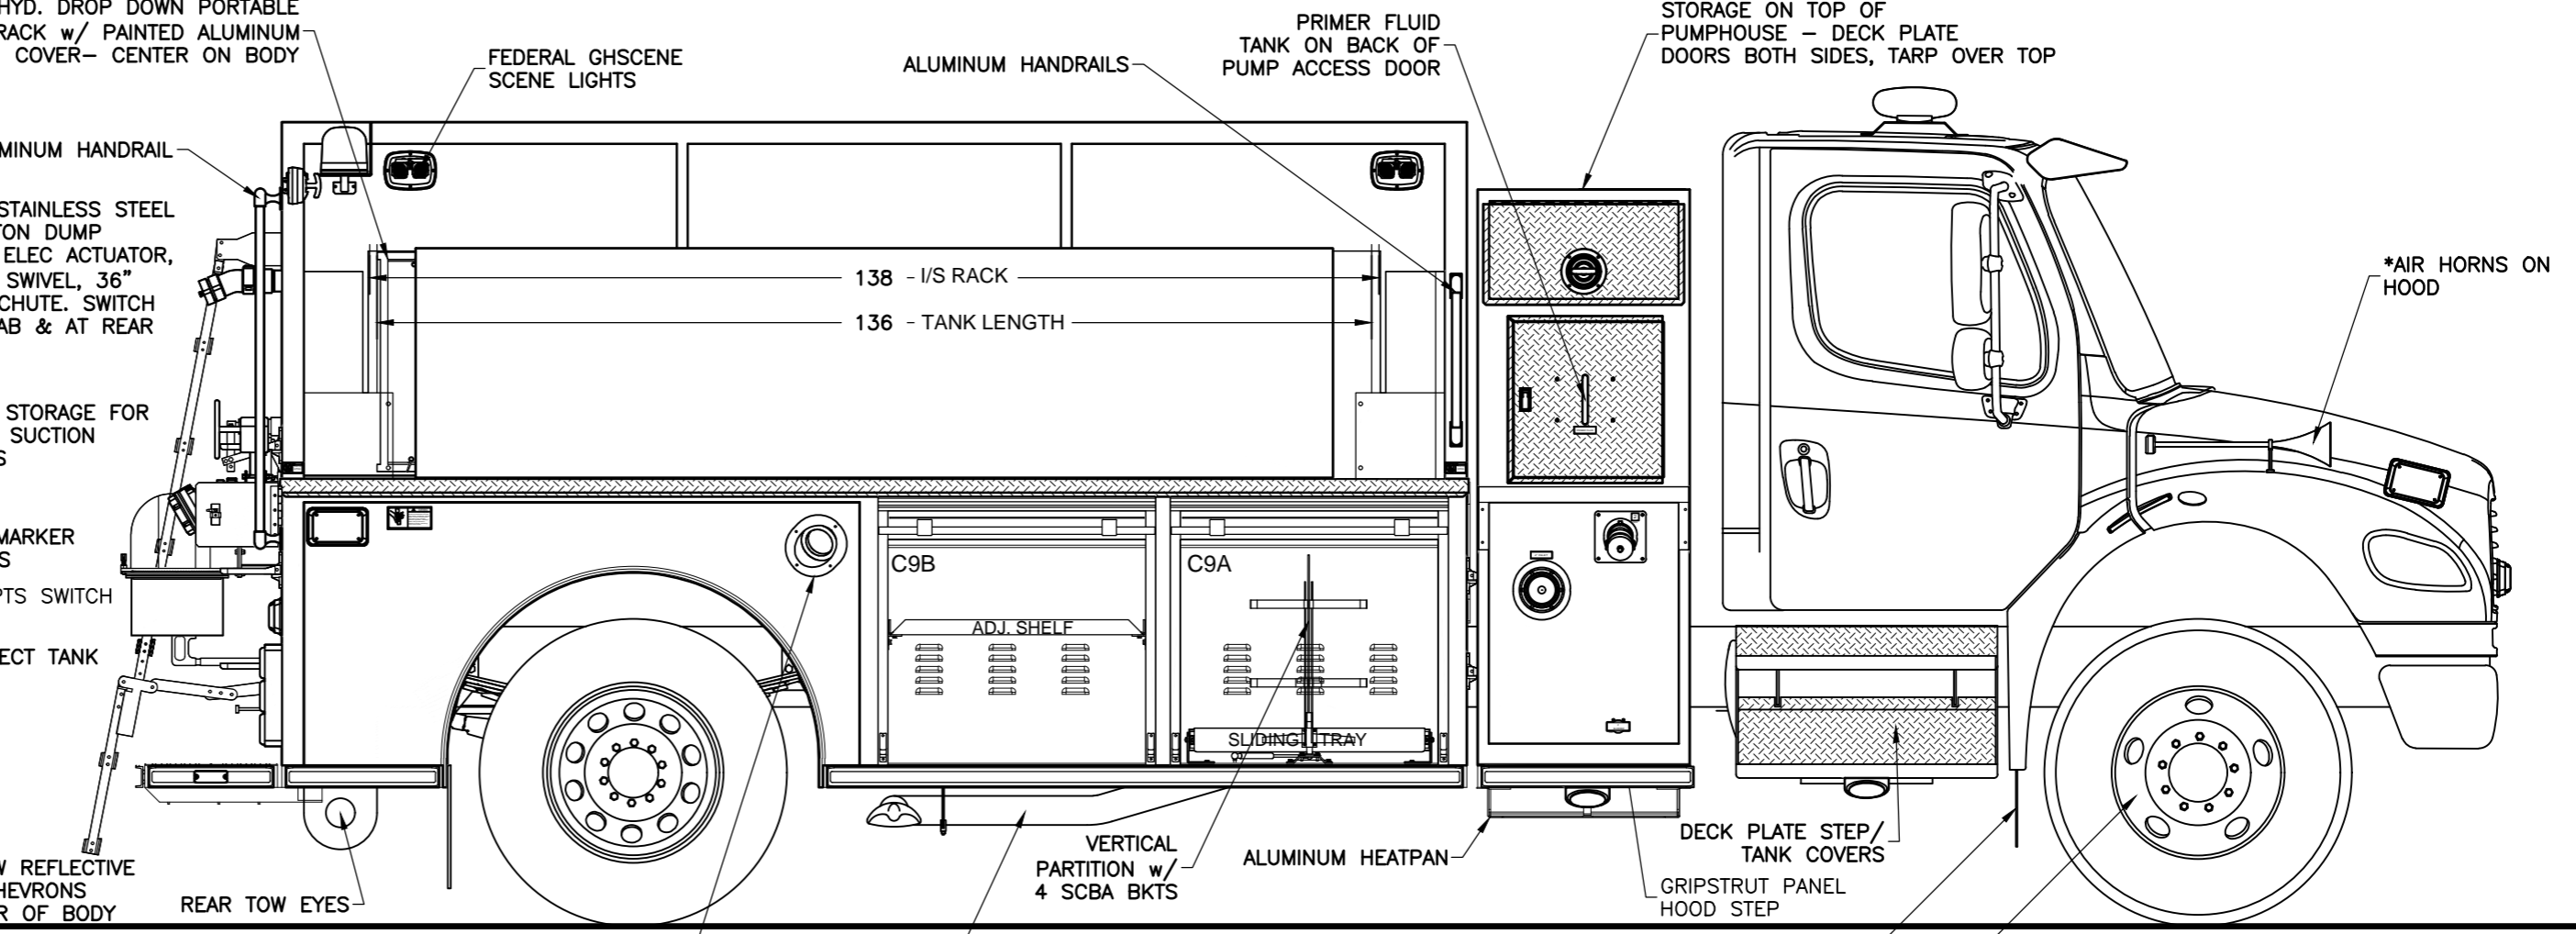 HYD. DROP DOWN PORTABLE
RACK w/ PAINTED ALUMINUM
COVER- CENTER ON BODY
FEDERAL GHSCENE
SCENE LIGHTS
ALUMINUM HANDRAILS
PRIMER FLUID
TANK ON BACK OF
PUMP ACCESS DOOR
STORAGE ON TOP OF
PUMPHOUSE - DECK PLATE
DOORS BOTH SIDES, TARP OVER TOP
MINUM HANDRAIL
STAINLESS STEEL
TON DUMP
ELEC ACTUATOR,
SWIVEL, 36"
CHUTE. SWITCH
AB & AT REAR
138 - I/S RACK
136 - TANK LENGTH
*AIR HORNS ON
HOOD
STORAGE FOR
SUCTION
S
MARKER
S
PTS SWITCH
ECT TANK
C9B
C9A
ADJ. SHELF
SLIDING TRAY
W REFLECTIVE
HEVRONS
R OF BODY
REAR TOW EYES
VERTICAL
PARTITION w/
4 SCBA BKTS
ALUMINUM HEATPAN
DECK PLATE STEP/
TANK COVERS
GRIPSTRUT PANEL
HOOD STEP